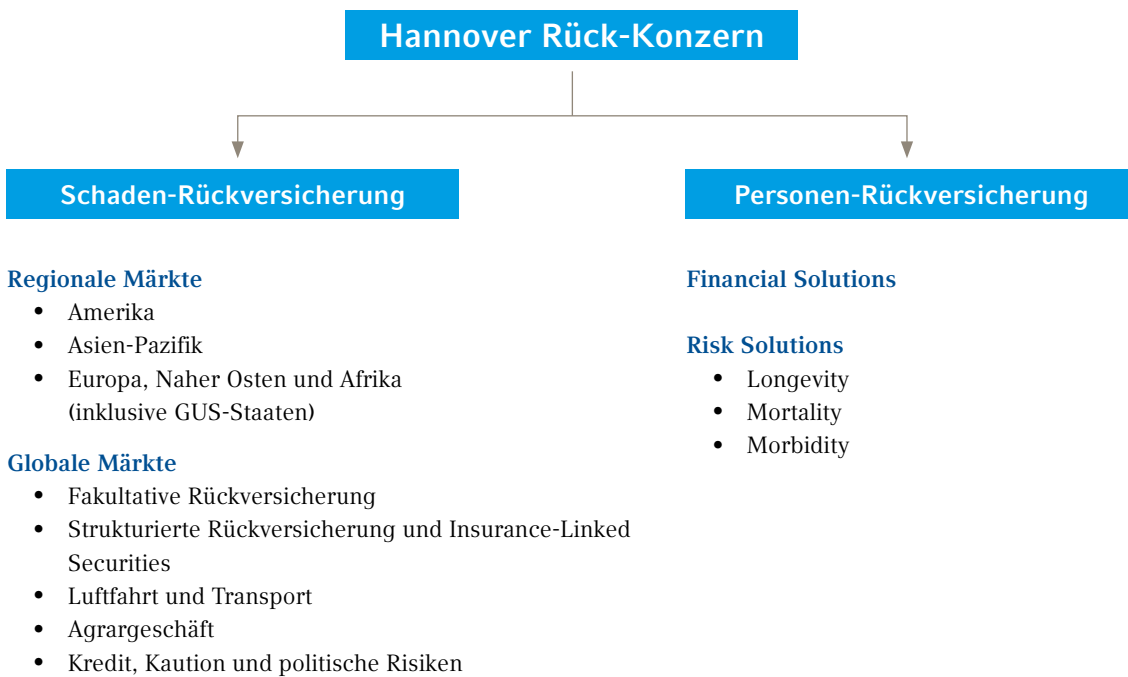 Hannover Rück-Konzern
Schaden-Rückversicherung
Regionale Märkte
• Amerika
• Asien-Pazifik
• Europa, Naher Osten und Afrika
(inklusive GUS-Staaten)
Globale Märkte
• Fakultative Rückversicherung
• Strukturierte Rückversicherung und Insurance-Linked
Securities
• Luftfahrt und Transport
• Agrargeschäft
• Kredit, Kaution und politische Risiken
Personen-Rückversicherung
Financial Solutions
Risk Solutions
• Longevity
• Mortality
• Morbidity